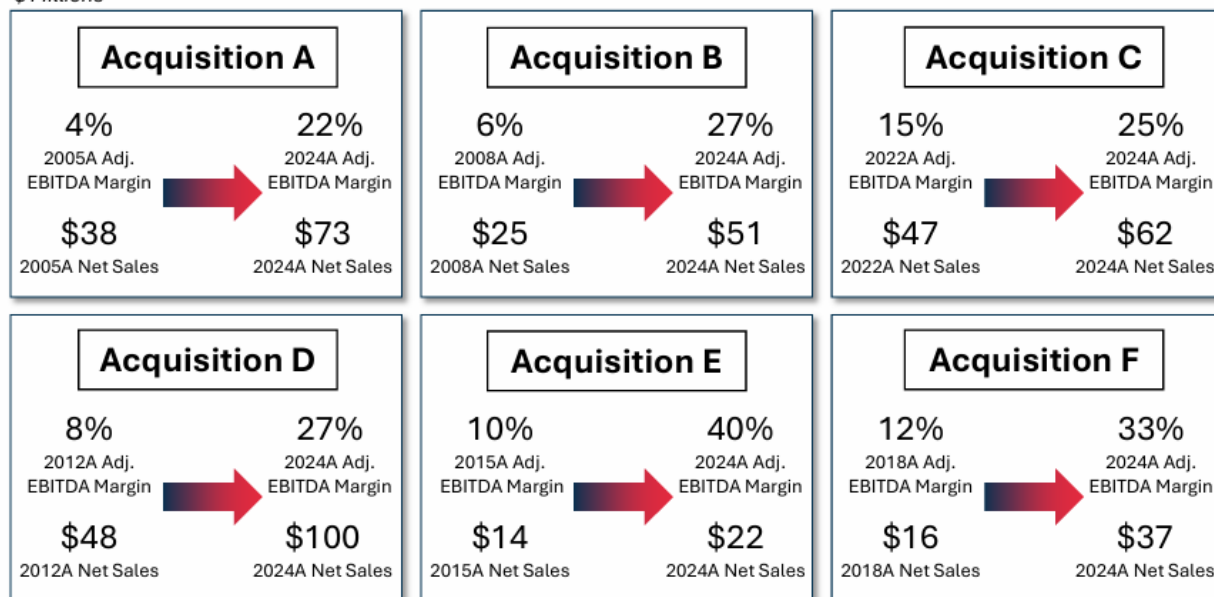 $ Millions
Acquisition A
4%
2005A Adj.
EBITDA Margin
22%
2024A Adj.
EBITDA Margin
$38
2005A Net Sales
$73
2024A Net Sales
Acquisition B
6%
2008A Adj.
EBITDA Margin
27%
2024A Adj.
EBITDA Margin
$25
2008A Net Sales
$51
2024A Net Sales
Acquisition C
15%
2022A Adj.
EBITDA Margin
25%
2024A Adj.
EBITDA Margin
$47
2022A Net Sales
$62
2024A Net Sales
Acquisition D
8%
2012A Adj.
EBITDA Margin
27%
2024A Adj.
EBITDA Margin
$48
2012A Net Sales
$100
2024A Net Sales
Acquisition E
10%
2015A Adj.
EBITDA Margin
40%
2024A Adj.
EBITDA Margin
$14
2015A Net Sales
$22
2024A Net Sales
Acquisition F
12%
2018A Adj.
EBITDA Margin
33%
2024A Adj.
EBITDA Margin
$16
2018A Net Sales
$37
2024A Net Sales